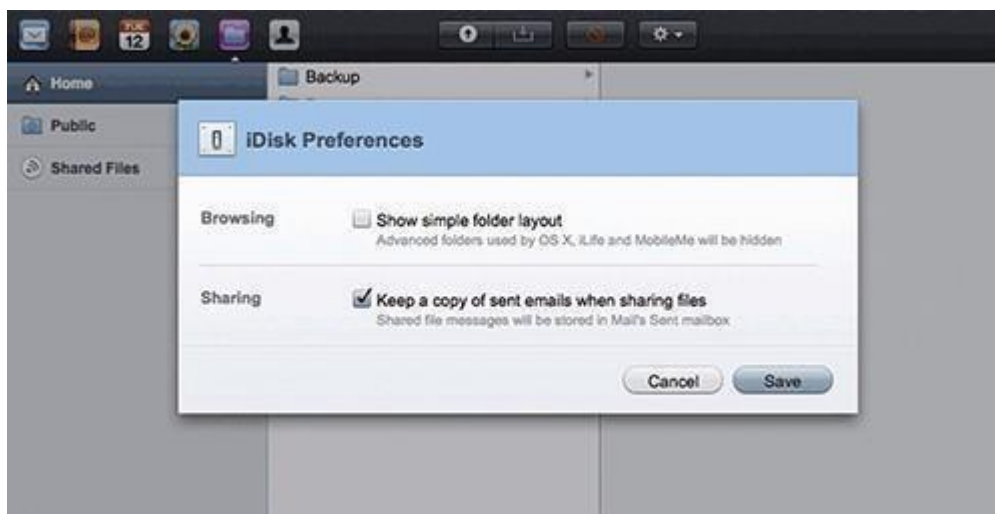 TUE
12
Home
Backup
Public
Shared Files
iDisk Preferences
Browsing
Show simple folder layout
Advanced folders used by OS X, iLife and MobileMe will be hidden
Sharing
Keep a copy of sent emails when sharing files
Shared file messages will be stored in Mail's Sent mailbox
Cancel
Save